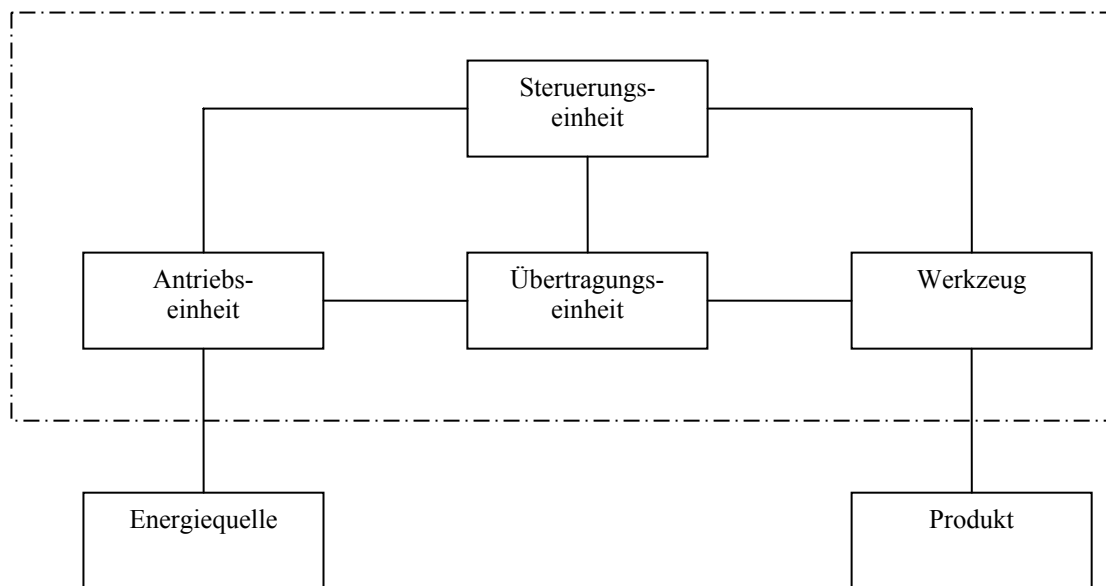 Steruerungs-
einheit
Antriebs-
einheit
Übertragungs-
einheit
Werkzeug
Energiequelle
Produkt